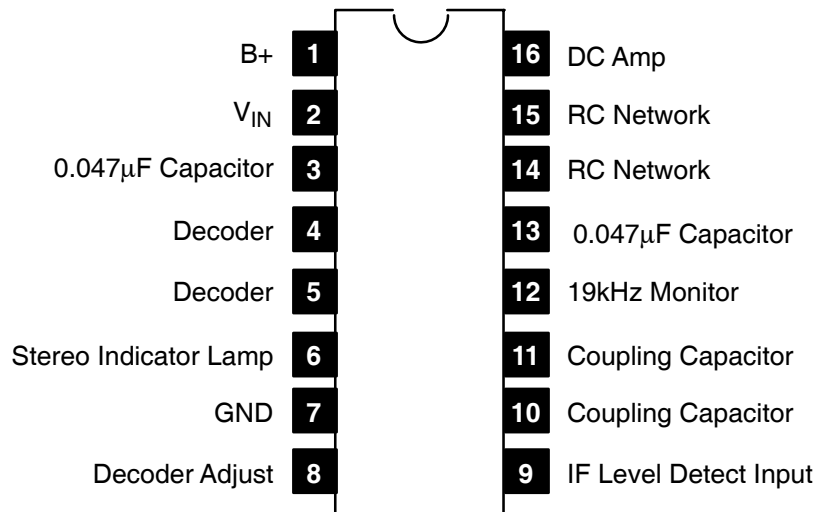 B+ 1 16 DC Amp
V_IN 2 15 RC Network
0.047μF Capacitor 3 14 RC Network
Decoder 4 13 0.047μF Capacitor
Decoder 5 12 19kHz Monitor
Stereo Indicator Lamp 6 11 Coupling Capacitor
GND 7 10 Coupling Capacitor
Decoder Adjust 8 9 IF Level Detect Input